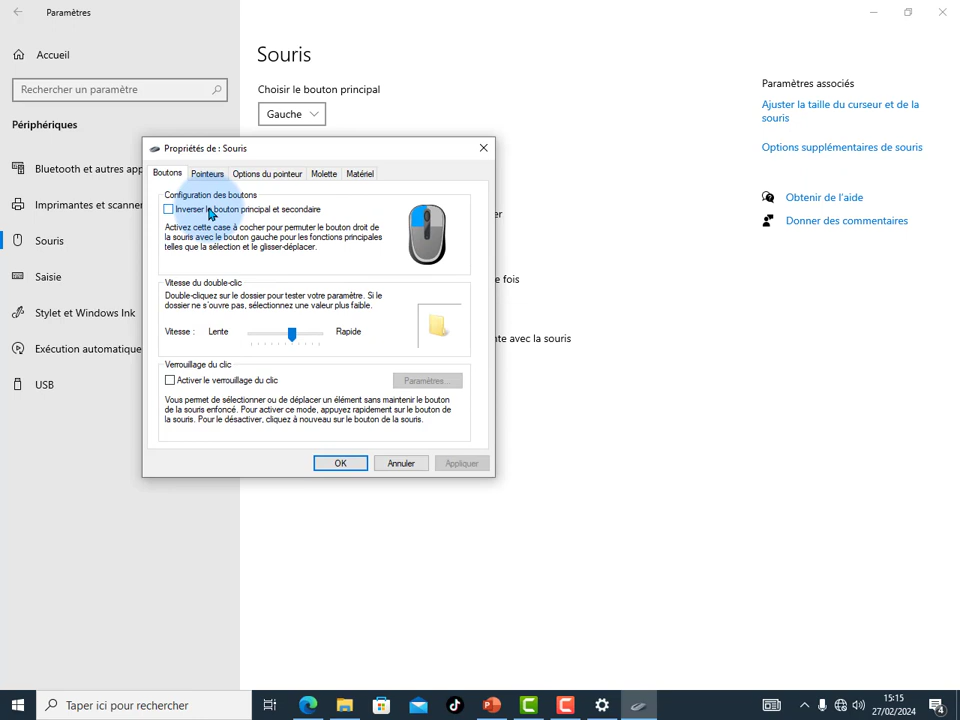 Paramètres
Accueil
Rechercher un paramètre
Périphériques
Bluetooth et autres app
Imprimantes et scanner
Souris
Saisie
Stylet et Windows Ink
Exécution automatique
USB
Souris
Choisir le bouton principal
Gauche
er
e fois
nte avec la souris
Paramètres associés
Ajuster la taille du curseur et de la
souris
Options supplémentaires de souris
Obtenir de l'aide
Donner des commentaires
Propriétés de : Souris
Boutons
Pointeurs
Options du pointeur
Molette
Matériel
Configuration des boutons
Inverser le bouton principal et secondaire
Activez cette case à cocher pour permuter le bouton droit de
la souris avec le bouton gauche pour les fonctions principales
telles que la sélection et le glisser-déplacer.
Vitesse du double-clic
Double-cliquez sur le dossier pour tester votre paramètre. Si le
dossier ne s'ouvre pas, sélectionnez une valeur plus faible.
Vitesse : Lente Rapide
Verrouillage du clic
Activer le verrouillage du clic
Paramètres...
Vous permet de sélectionner ou de déplacer un élément sans maintenir le bouton
de la souris enfoncé. Pour activer ce mode, appuyez rapidement sur le bouton de
la souris. Pour le désactiver, cliquez à nouveau sur le bouton de la souris.
OK
Annuler
Appliquer
Taper ici pour rechercher
15:15
27/02/2024
4